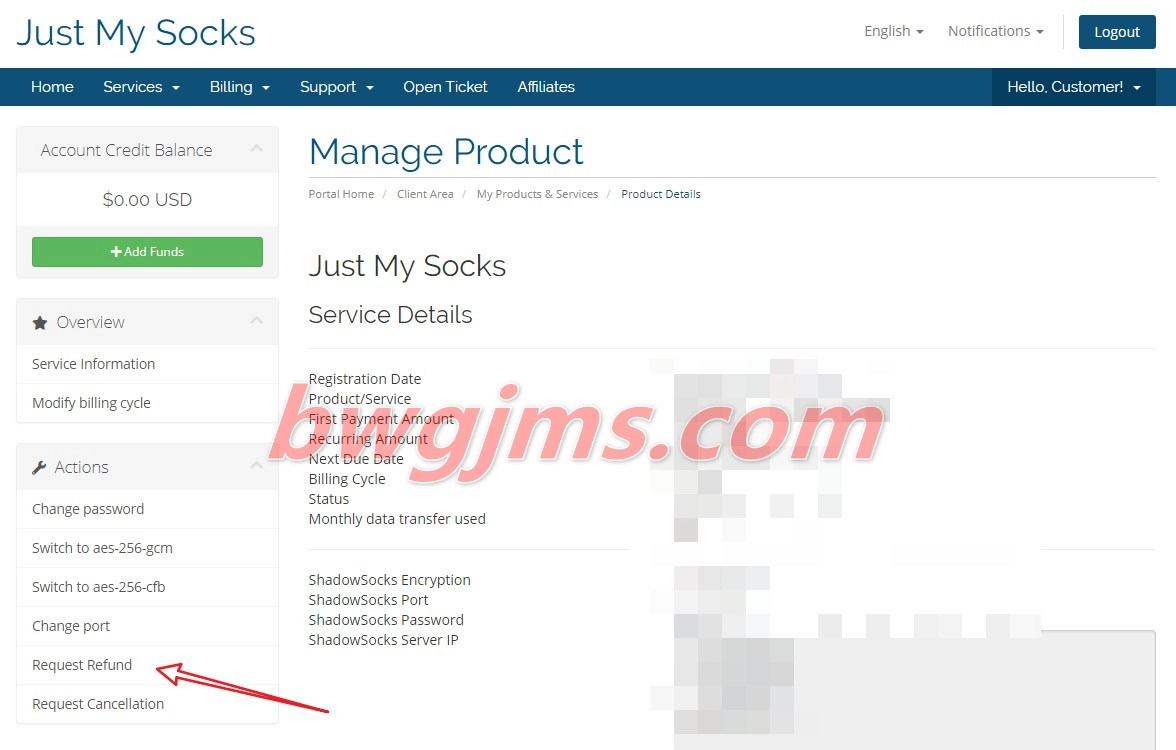 Just My Socks
English
Notifications
Logout
Home
Services
Billing
Support
Open Ticket
Affiliates
Hello, Customer!
Account Credit Balance
$0.00 USD
+ Add Funds
Overview
Service Information
Modify billing cycle
Actions
Change password
Switch to aes-256-gcm
Switch to aes-256-cfb
Change port
Request Refund
Request Cancellation
Manage Product
Portal Home / Client Area / My Products & Services / Product Details
Just My Socks
Service Details
Registration Date
Product/Service
First Payment Amount
Recurring Amount
Next Due Date
Billing Cycle
Status
Monthly data transfer used
ShadowSocks Encryption
ShadowSocks Port
ShadowSocks Password
ShadowSocks Server IP
bwgjms.com